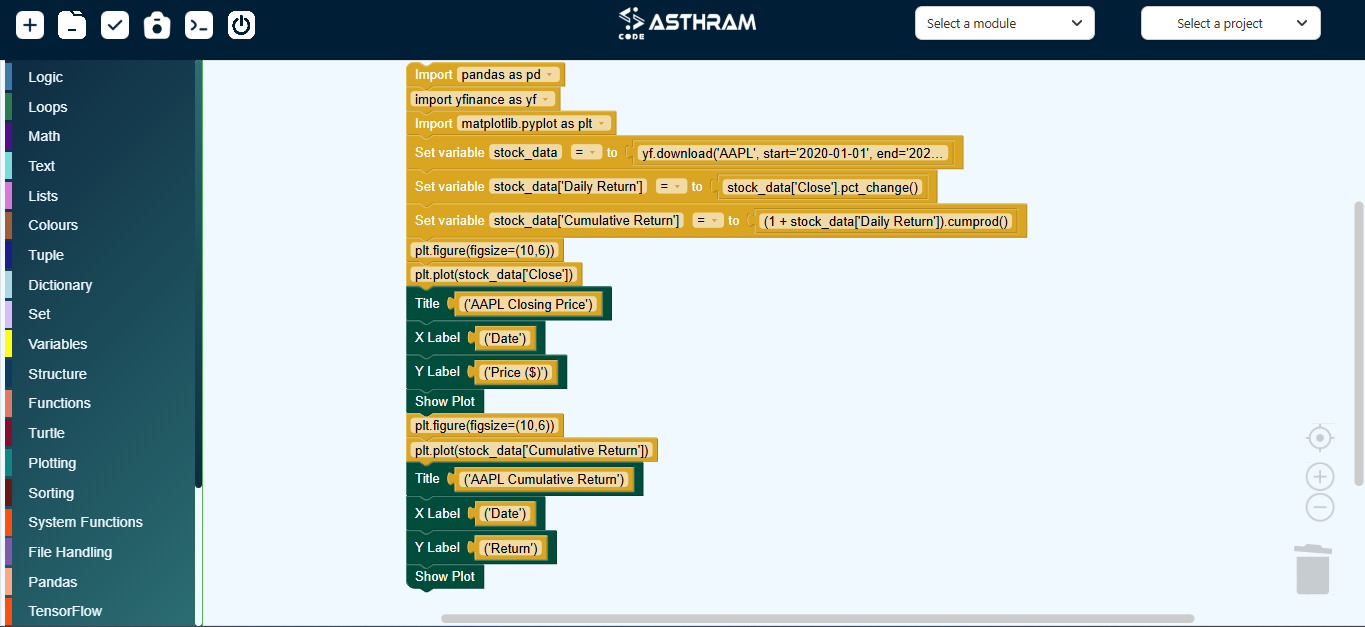 CODE ASTHRAM
Select a module
Select a project
Logic
Loops
Math
Text
Lists
Colours
Tuple
Dictionary
Set
Variables
Structure
Functions
Turtle
Plotting
Sorting
System Functions
File Handling
Pandas
TensorFlow
Import pandas as pd
import yfinance as yf
Import matplotlib.pyplot as plt
Set variable stock_data = to yf.download('AAPL', start='2020-01-01', end='202...
Set variable stock_data['Daily Return'] = to stock_data['Close'].pct_change()
Set variable stock_data['Cumulative Return'] = to (1 + stock_data['Daily Return']).cumprod()
plt.figure(figsize=(10,6))
plt.plot(stock_data['Close'])
Title ('AAPL Closing Price')
X Label ('Date')
Y Label ('Price ($)')
Show Plot
plt.figure(figsize=(10,6))
plt.plot(stock_data['Cumulative Return'])
Title ('AAPL Cumulative Return')
X Label ('Date')
Y Label ('Return')
Show Plot